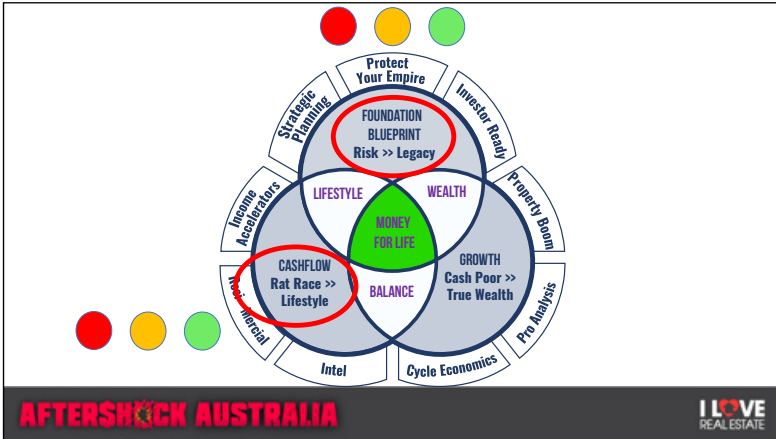 Protect
Your Empire
Strategic
Planning
Investor Ready
FOUNDATION
BLUEPRINT
Risk >> Legacy
Income
Accelerators
LIFESTYLE
WEALTH
Property Boom
MONEY
FOR LIFE
CASHFLOW
Rat Race >>
Lifestyle
GROWTH
Cash Poor >>
True Wealth
BALANCE
Pro Analysis
Intel
Cycle Economics
AFTERSHOCK AUSTRALIA
I LOVE
REAL ESTATE